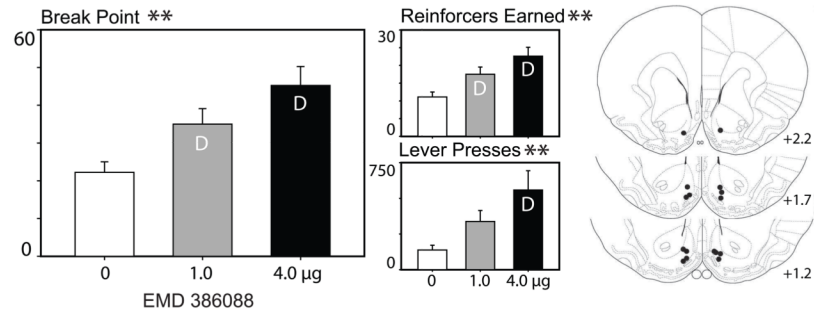 Break Point **
60
0
0 1.0 4.0 µg
EMD 386088
D
D
Reinforcers Earned **
30
0
D
D
Lever Presses **
750
0
D
0 1.0 4.0 µg
+2.2
+1.7
+1.2